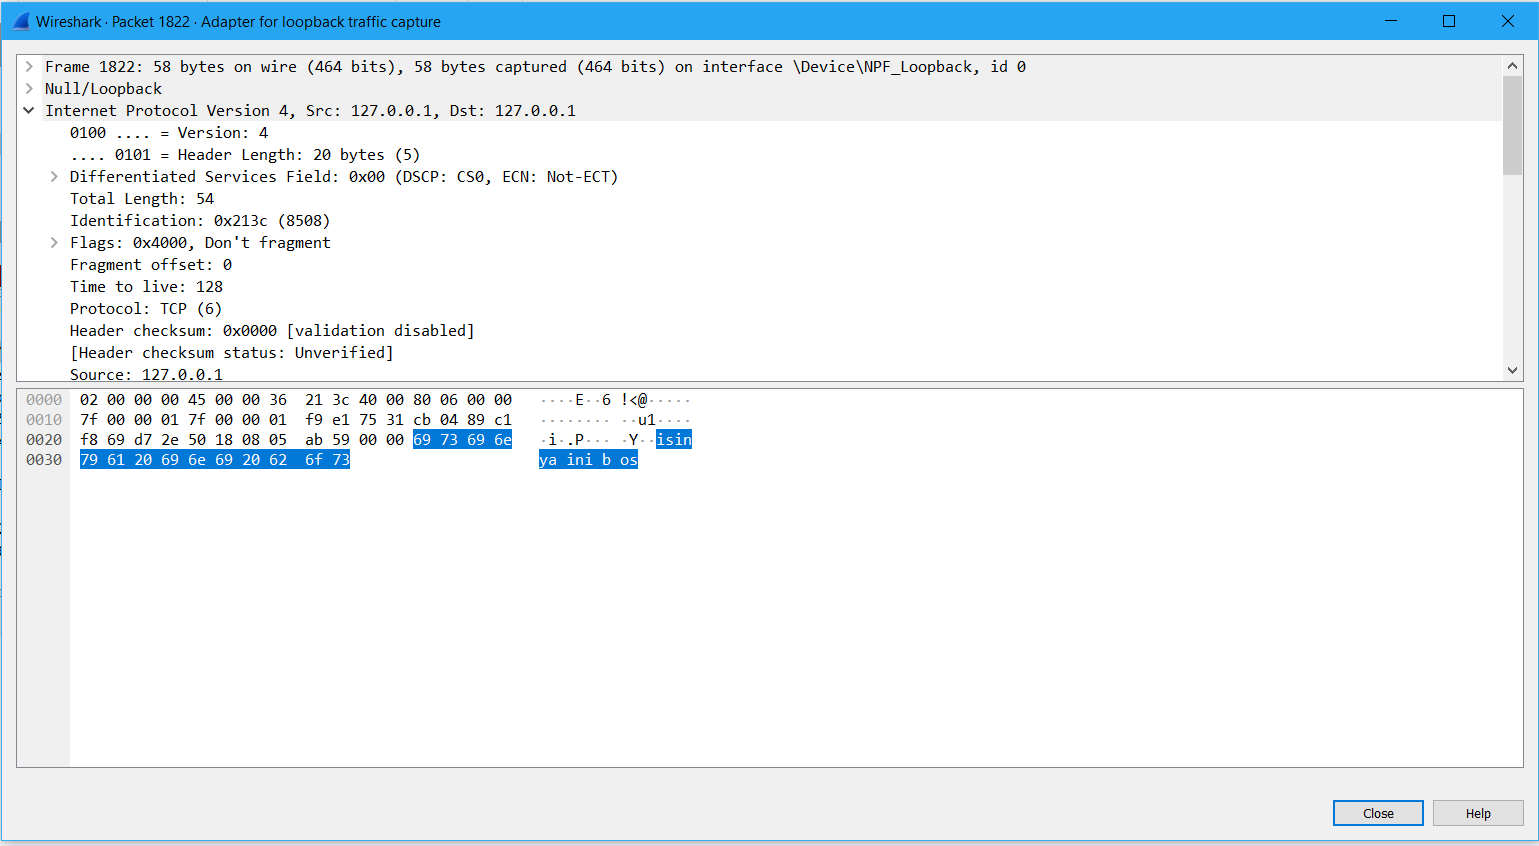 Wireshark · Packet 1822 · Adapter for loopback traffic capture
Frame 1822: 58 bytes on wire (464 bits), 58 bytes captured (464 bits) on interface \Device\NPF_Loopback, id 0
Null/Loopback
Internet Protocol Version 4, Src: 127.0.0.1, Dst: 127.0.0.1
0100 .... = Version: 4
.... 0101 = Header Length: 20 bytes (5)
Differentiated Services Field: 0x00 (DSCP: CS0, ECN: Not-ECT)
Total Length: 54
Identification: 0x213c (8508)
Flags: 0x4000, Don't fragment
Fragment offset: 0
Time to live: 128
Protocol: TCP (6)
Header checksum: 0x0000 [validation disabled]
[Header checksum status: Unverified]
Source: 127.0.0.1
0000 02 00 00 00 45 00 00 36 21 3c 40 00 80 06 00 00 ····E··6 !<@·····
0010 7f 00 00 01 7f 00 00 01 f9 e1 75 31 cb 04 89 c1 ········ ··u1····
0020 f8 69 d7 2e 50 18 08 05 ab 59 00 00 69 73 69 6e ·i·.P··· ·Y··isin
0030 79 61 20 69 6e 69 20 62 6f 73 ya ini b os
Close
Help